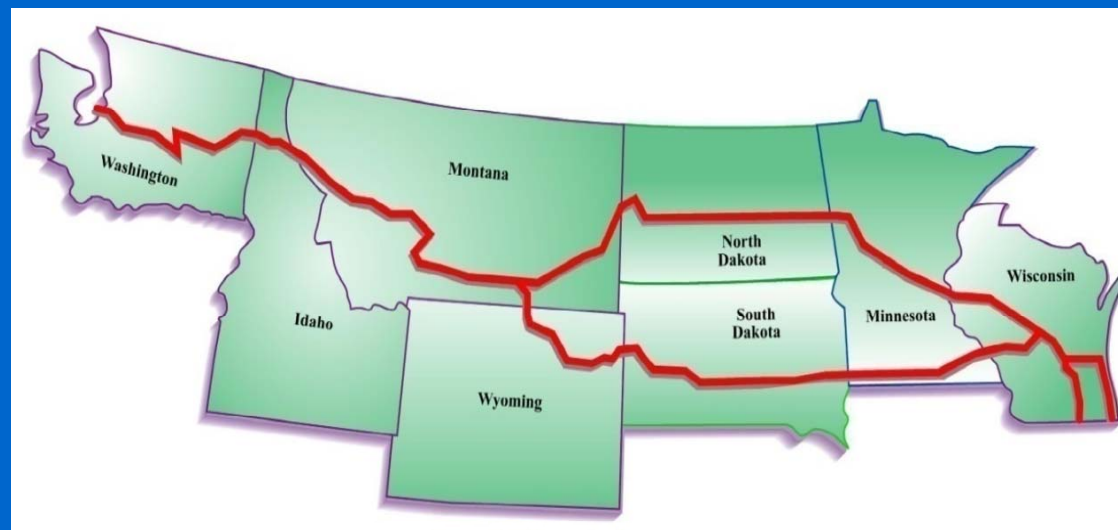 Washington
Montana
North
Dakota
Wisconsin
Idaho
South
Dakota
Minnesota
Wyoming